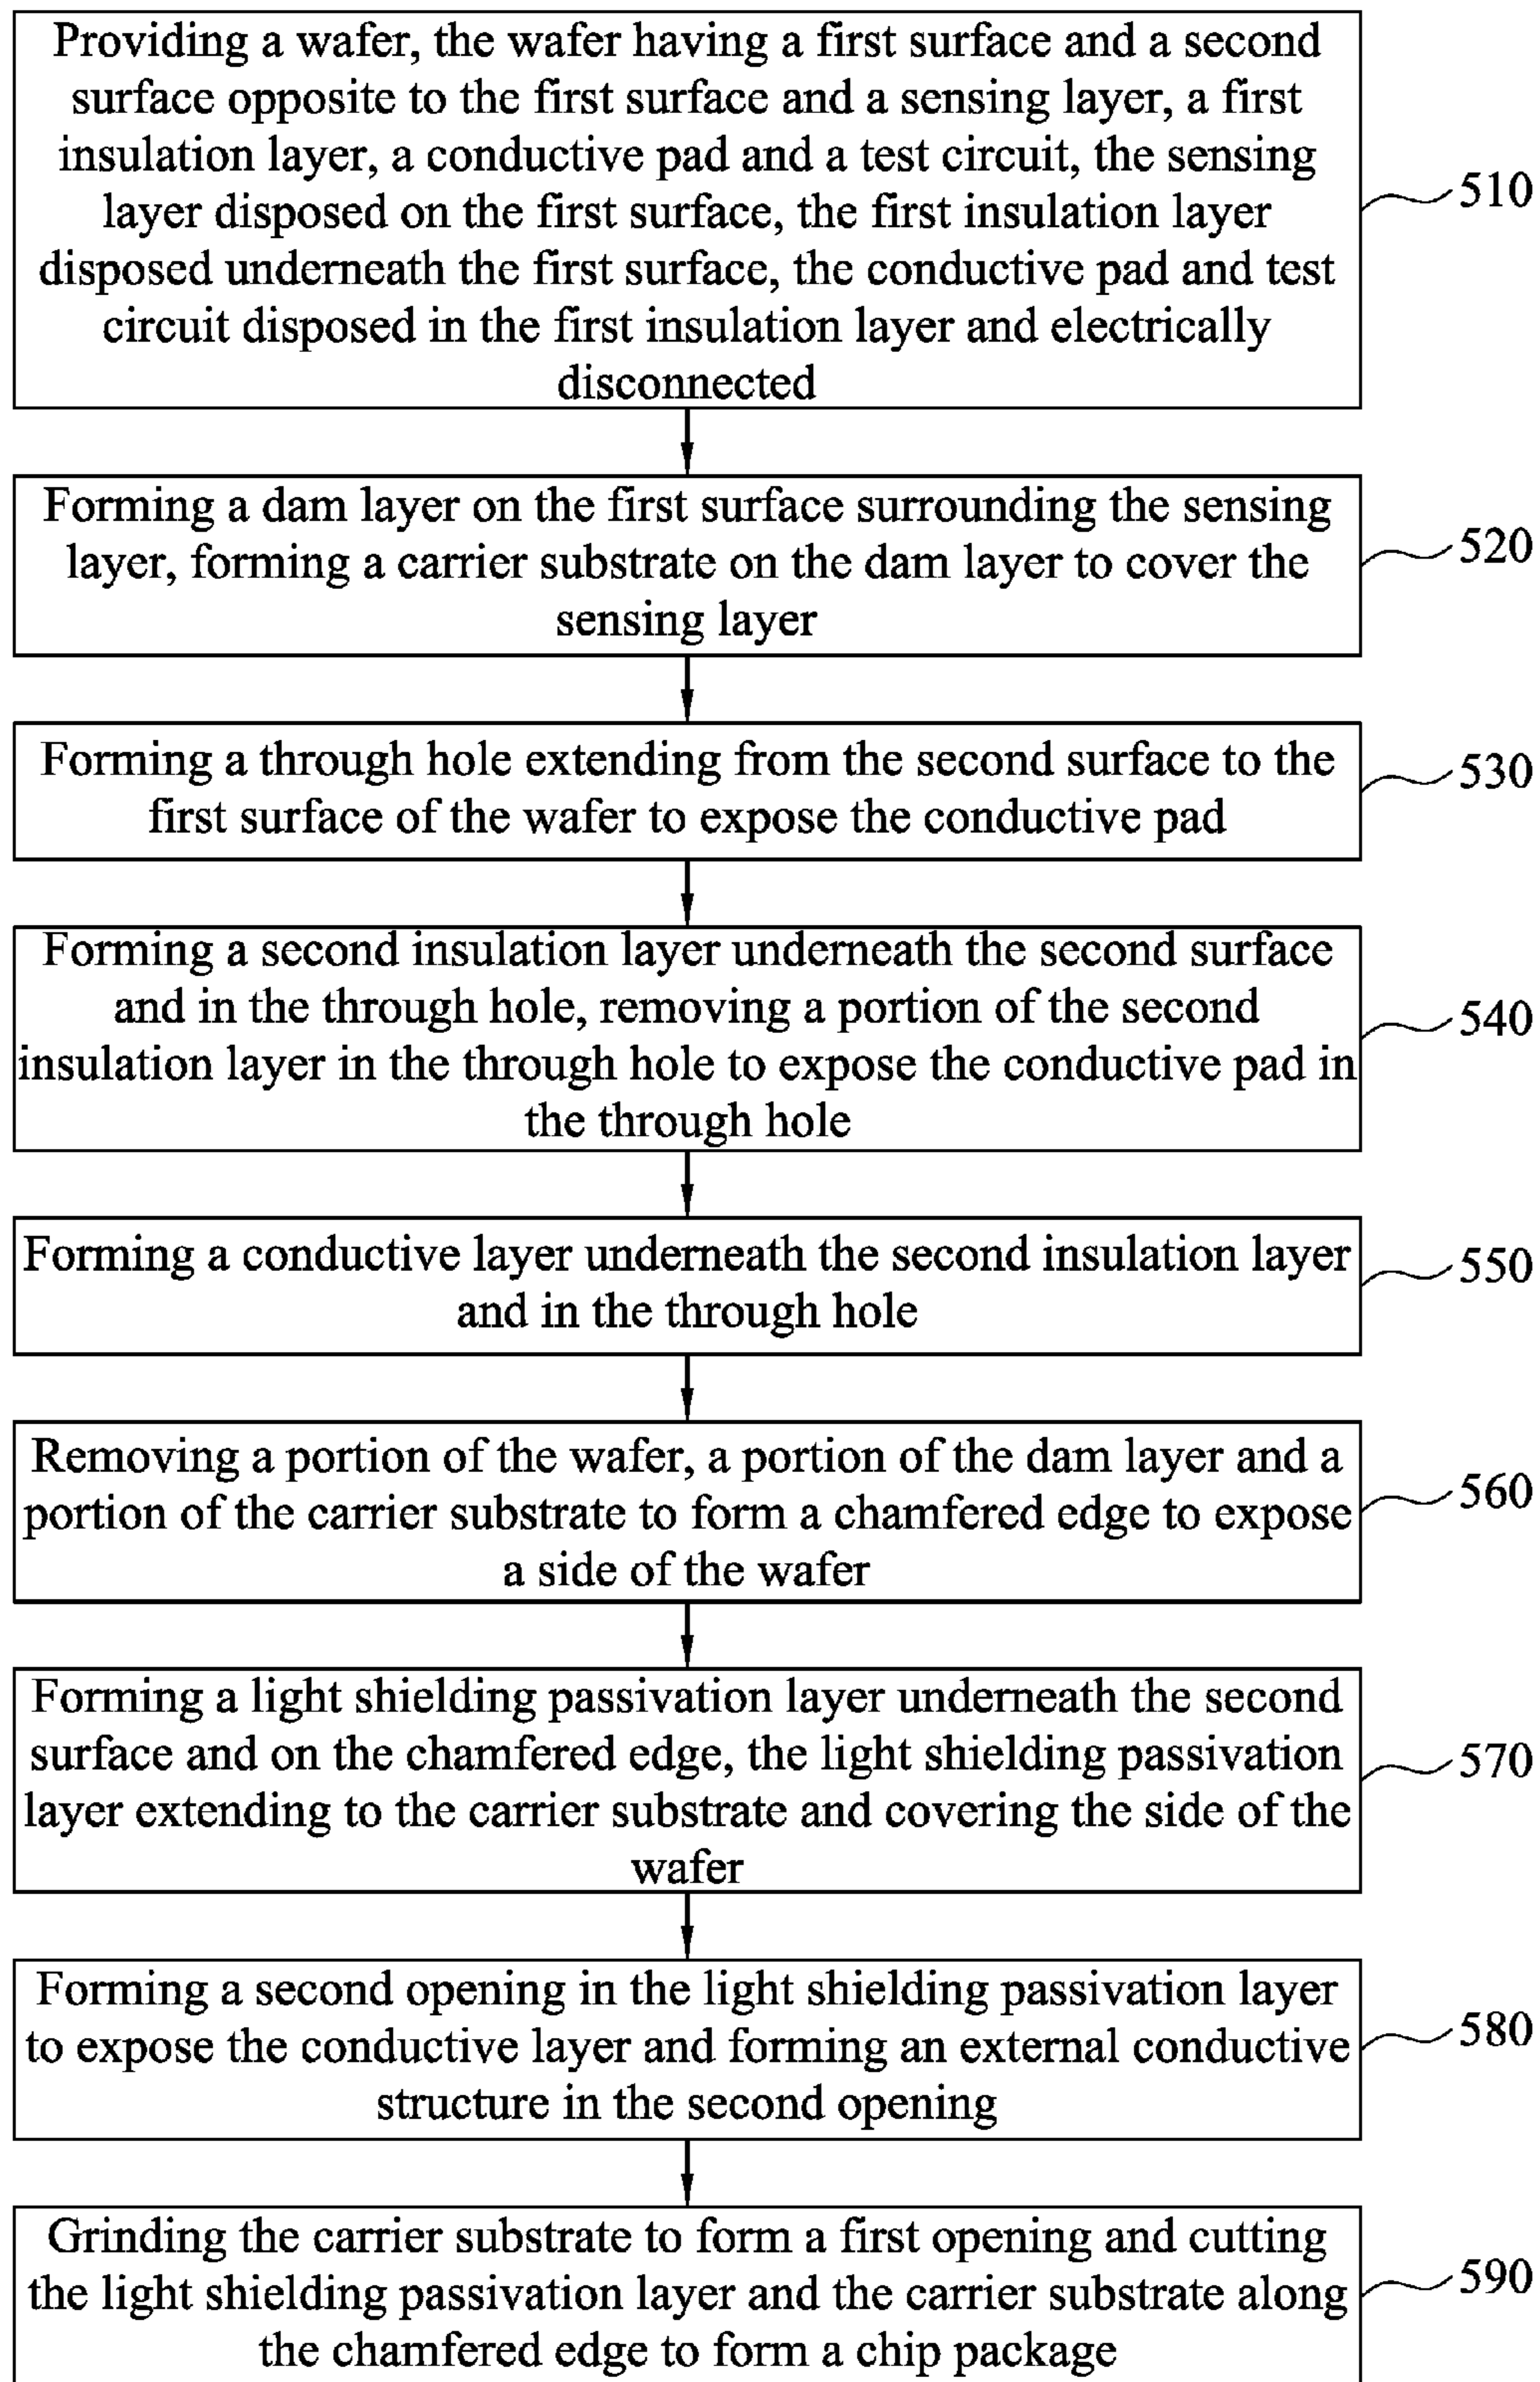 Providing a wafer, the wafer having a first surface and a second
surface opposite to the first surface and a sensing layer, a first
insulation layer, a conductive pad and a test circuit, the sensing
layer disposed on the first surface, the first insulation layer
disposed underneath the first surface, the conductive pad and test
circuit disposed in the first insulation layer and electrically
disconnected
510
Forming a dam layer on the first surface surrounding the sensing
layer, forming a carrier substrate on the dam layer to cover the
sensing layer
520
Forming a through hole extending from the second surface to the
first surface of the wafer to expose the conductive pad
530
Forming a second insulation layer underneath the second surface
and in the through hole, removing a portion of the second
insulation layer in the through hole to expose the conductive pad in
the through hole
540
Forming a conductive layer underneath the second insulation layer
and in the through hole
550
Removing a portion of the wafer, a portion of the dam layer and a
portion of the carrier substrate to form a chamfered edge to expose
a side of the wafer
560
Forming a light shielding passivation layer underneath the second
surface and on the chamfered edge, the light shielding passivation
layer extending to the carrier substrate and covering the side of the
wafer
570
Forming a second opening in the light shielding passivation layer
to expose the conductive layer and forming an external conductive
structure in the second opening
580
Grinding the carrier substrate to form a first opening and cutting
the light shielding passivation layer and the carrier substrate along
the chamfered edge to form a chip package
590